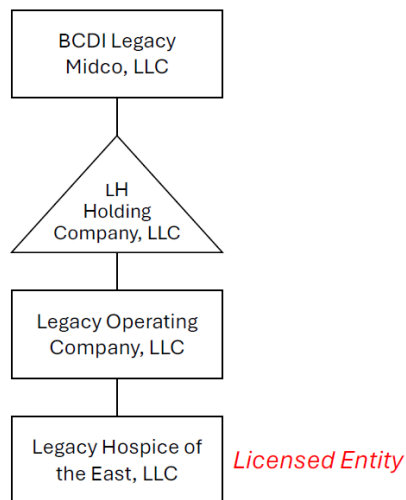 BCDI Legacy
Midco, LLC
LH
Holding
Company, LLC
Legacy Operating
Company, LLC
Legacy Hospice of
the East, LLC
Licensed Entity